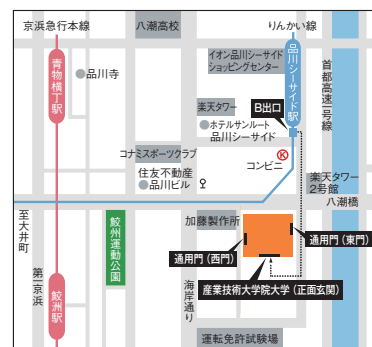 京浜急行本線
八潮高校
りんかい線
イオン品川シーサイド
ショッピングセンター
品川シーサイド駅
首都高速一号線
青物横丁駅
品川寺
楽天タワー
B出口
ホテルサンルート
品川シーサイド
コナミスポーツクラブ
K
コンビニ
住友不動産
品川ビル
楽天タワー
2号館
八潮橋
至大井町
鮫州運動公園
加藤製作所
通用門(東門)
通用門(西門)
第一京浜
鮫洲駅
海岸通り
産業技術大学院大学(正面玄関)
運転免許試験場